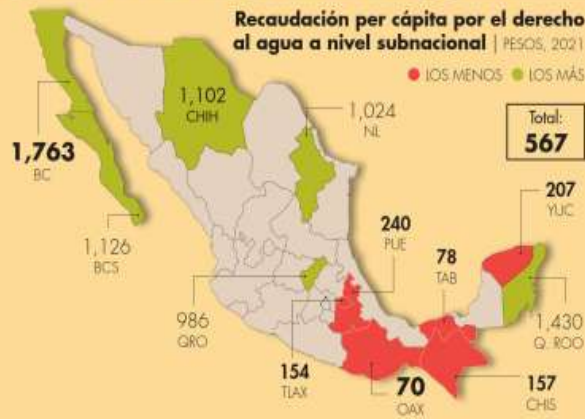 Recaudación per cápita por el derecho
al agua a nivel subnacional | PESOS, 2021
LOS MENOS LOS MÁS
Total:
567
1,763
BC
1,126
BCS
1,102
CHIH
1,024
NL
986
QRO
154
TLAX
240
PUE
70
OAX
78
TAB
157
CHIS
207
YUC
1,430
Q. ROO